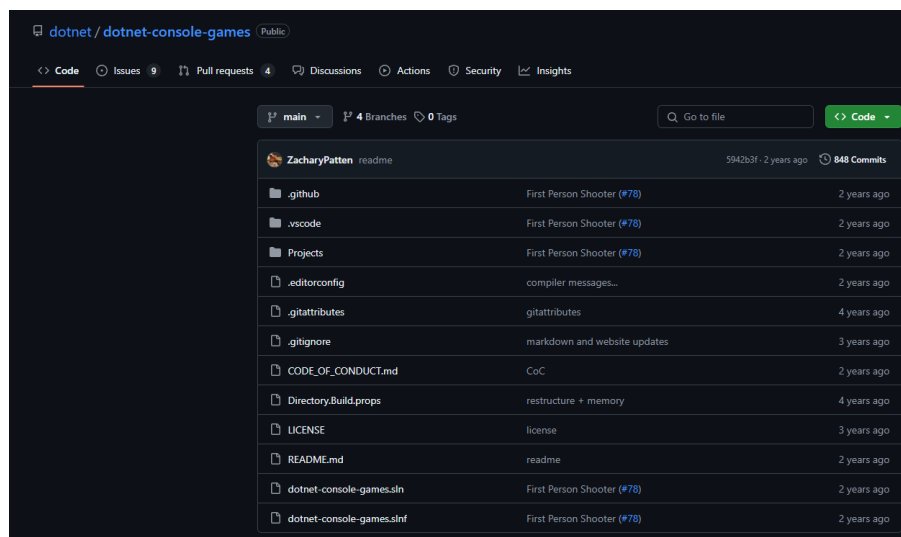 dotnet / dotnet-console-games Public
Code Issues 9 Pull requests 4 Discussions Actions Security Insights
main 4 Branches 0 Tags Go to file Code
ZacharyPatten readme 5942b3f · 2 years ago 848 Commits
.github First Person Shooter (#78) 2 years ago
.vscode First Person Shooter (#78) 2 years ago
Projects First Person Shooter (#78) 2 years ago
.editorconfig compiler messages... 2 years ago
.gitattributes gitattributes 4 years ago
.gitignore markdown and website updates 3 years ago
CODE_OF_CONDUCT.md CoC 2 years ago
Directory.Build.props restructure + memory 4 years ago
LICENSE license 3 years ago
README.md readme 2 years ago
dotnet-console-games.sln First Person Shooter (#78) 2 years ago
dotnet-console-games.slnf First Person Shooter (#78) 2 years ago